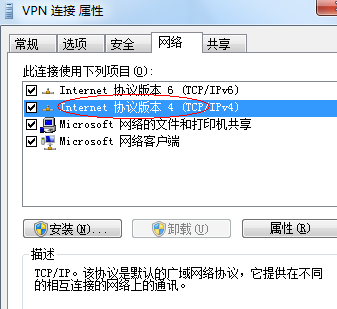 VPN 连接 属性
常规 选项 安全 网络 共享
此连接使用下列项目(O):
Internet 协议版本 6 (TCP/IPv6)
Internet 协议版本 4 (TCP/IPv4)
Microsoft 网络的文件和打印机共享
Microsoft 网络客户端
安装(N)... 卸载(U) 属性(R)
描述
TCP/IP。该协议是默认的广域网络协议，它提供在不同
的相互连接的网络上的通讯。